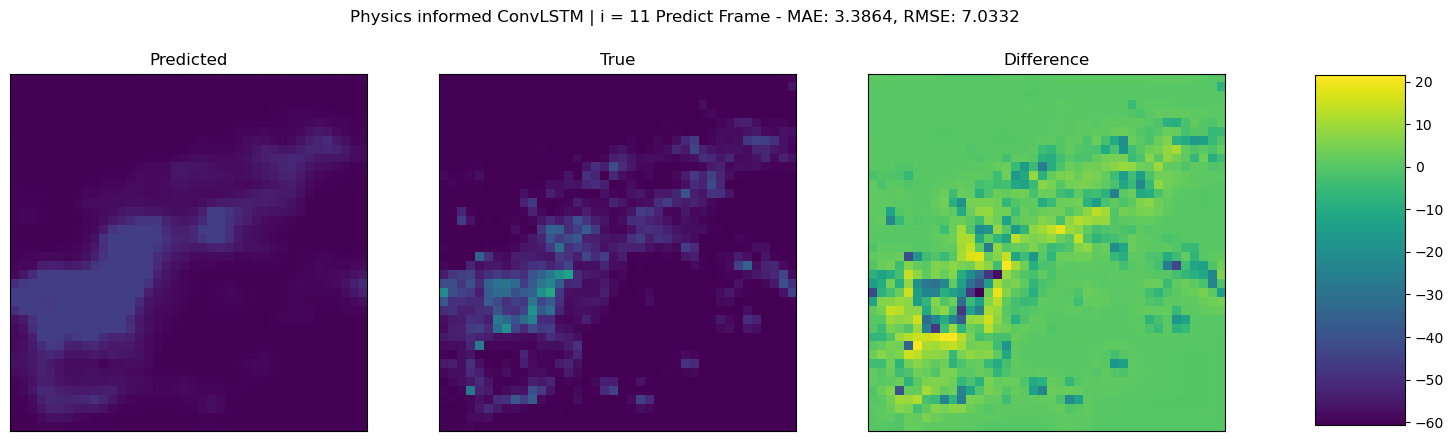 Physics informed ConvLSTM | i = 11 Predict Frame - MAE: 3.3864, RMSE: 7.0332
Predicted
True
Difference
20
10
0
−10
−20
−30
−40
−50
−60